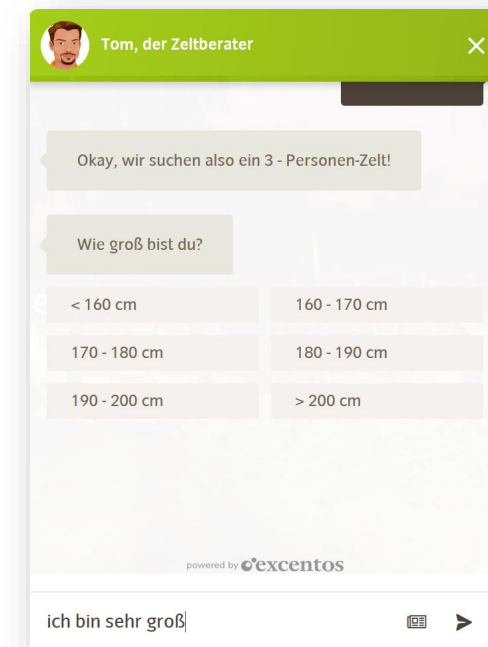 Tom, der Zeltberater
Okay, wir suchen also ein 3 - Personen-Zelt!
Wie groß bist du?
< 160 cm
160 - 170 cm
170 - 180 cm
180 - 190 cm
190 - 200 cm
> 200 cm
powered by excentos
ich bin sehr groß